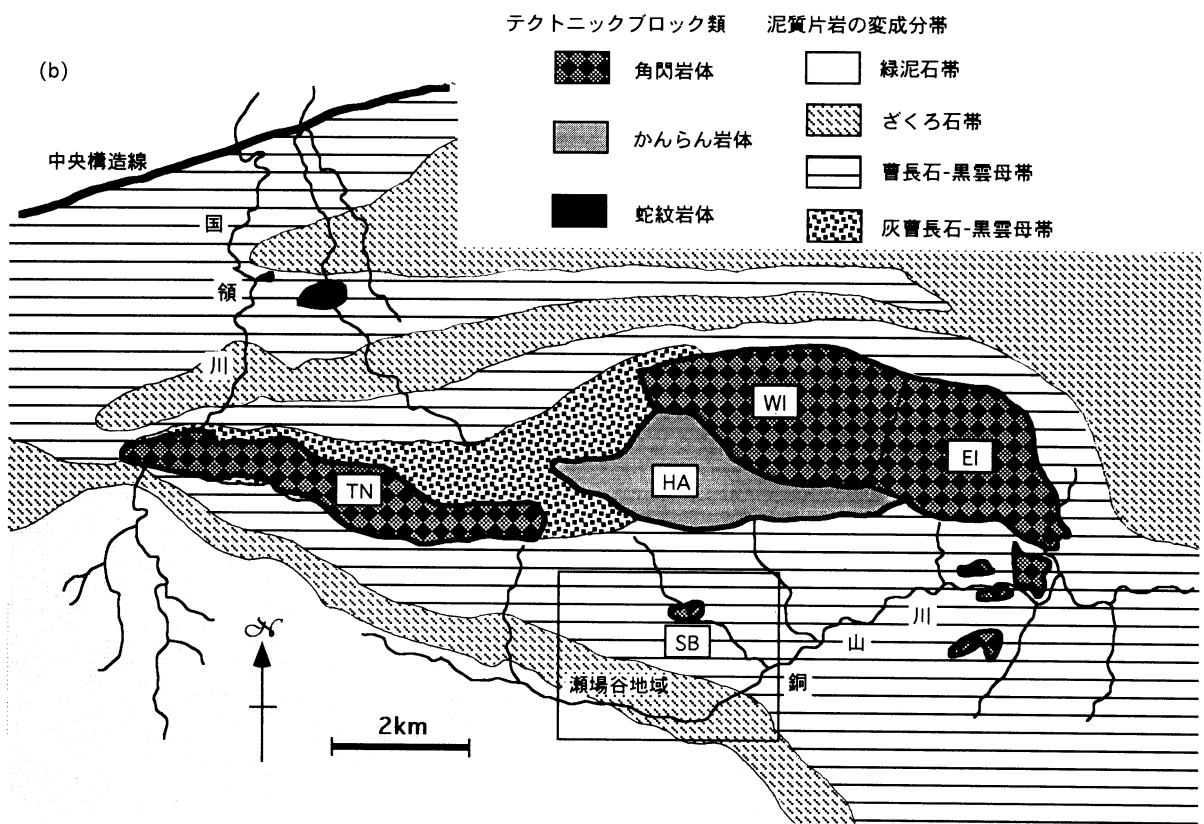 (b)
テクトニックブロック類
角閃岩体
かんらん岩体
蛇紋岩体
泥質片岩の変成分帯
緑泥石帯
ざくろ石帯
曹長石-黒雲母帯
灰曹長石-黒雲母帯
中央構造線
国
領
川
WI
EI
HA
TN
SB
川
山
銅
瀬場谷地域
N
2km